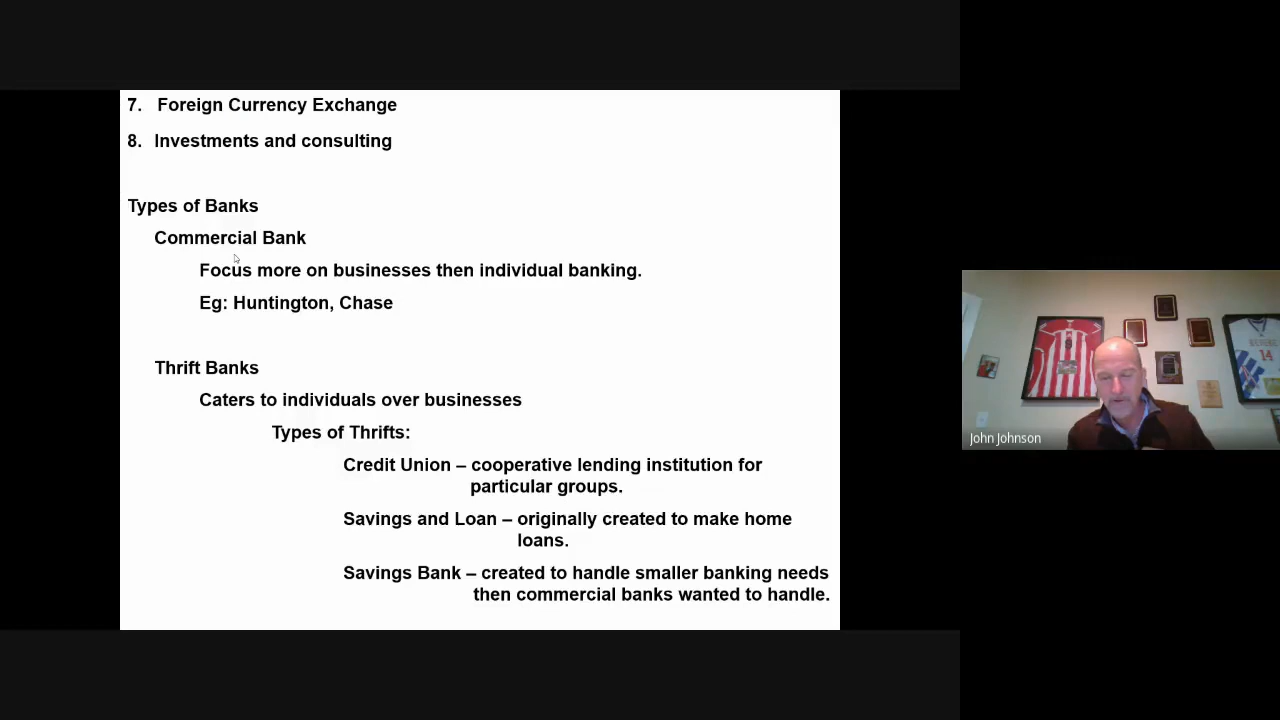 7. Foreign Currency Exchange
8. Investments and consulting
Types of Banks
Commercial Bank
Focus more on businesses then individual banking.
Eg: Huntington, Chase
Thrift Banks
Caters to individuals over businesses
Types of Thrifts:
Credit Union – cooperative lending institution for
particular groups.
Savings and Loan – originally created to make home
loans.
Savings Bank – created to handle smaller banking needs
then commercial banks wanted to handle.
REVERE
14
John Johnson